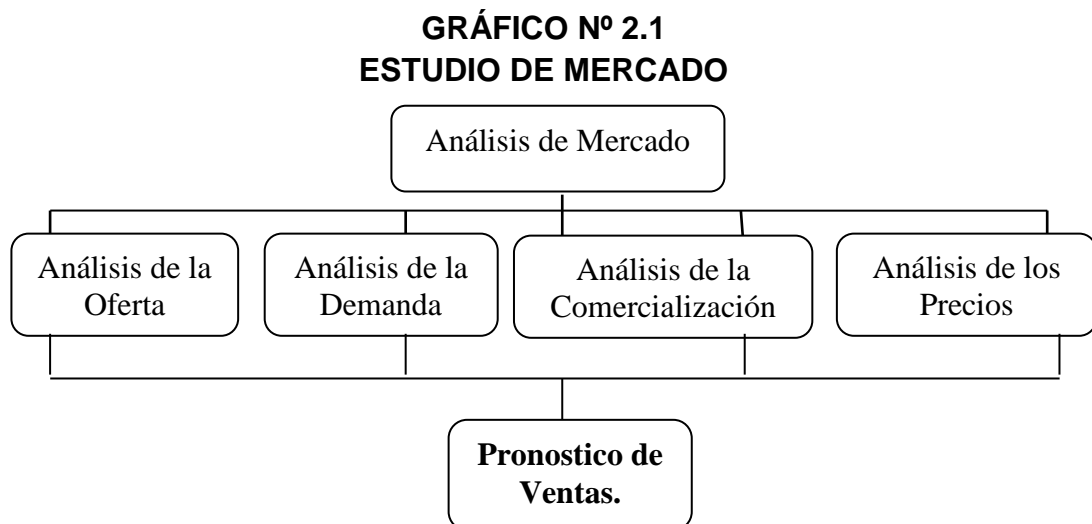 GRÁFICO Nº 2.1
ESTUDIO DE MERCADO
Análisis de Mercado
Análisis de la
Oferta
Análisis de la
Demanda
Análisis de la
Comercialización
Análisis de los
Precios
Pronostico de
Ventas.